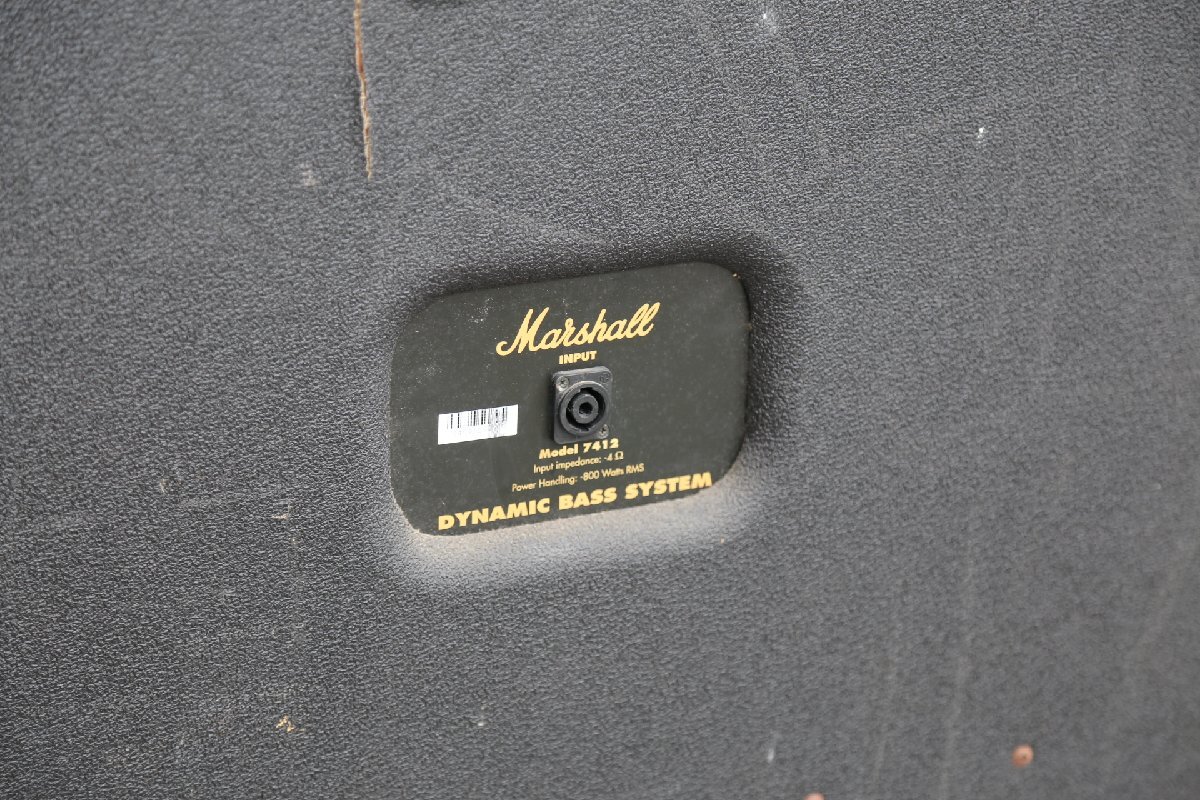 Marshall
INPUT
Model 7412
Input impedance: -4 Ω
Power Handling: -800 Watts RMS
DYNAMIC BASS SYSTEM